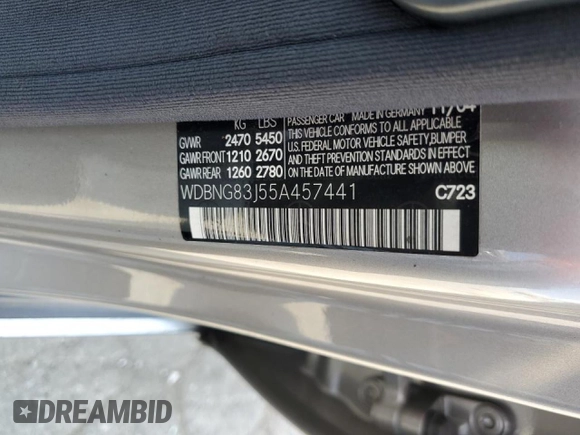 KG LBS
GVWR 2470 5450
GAWR FRONT 1210 2670
GAWR REAR 1260 2780
PASSENGER CAR MADE IN GERMANY 11/04
THIS VEHICLE CONFORMS TO ALL APPLICABLE
U.S. FEDERAL MOTOR VEHICLE SAFETY, BUMPER
AND THEFT PREVENTION STANDARDS IN EFFECT
ON DATE OF MANUFACTURE SHOWN ABOVE
WDBNG83J55A457441 C723
DREAMBID